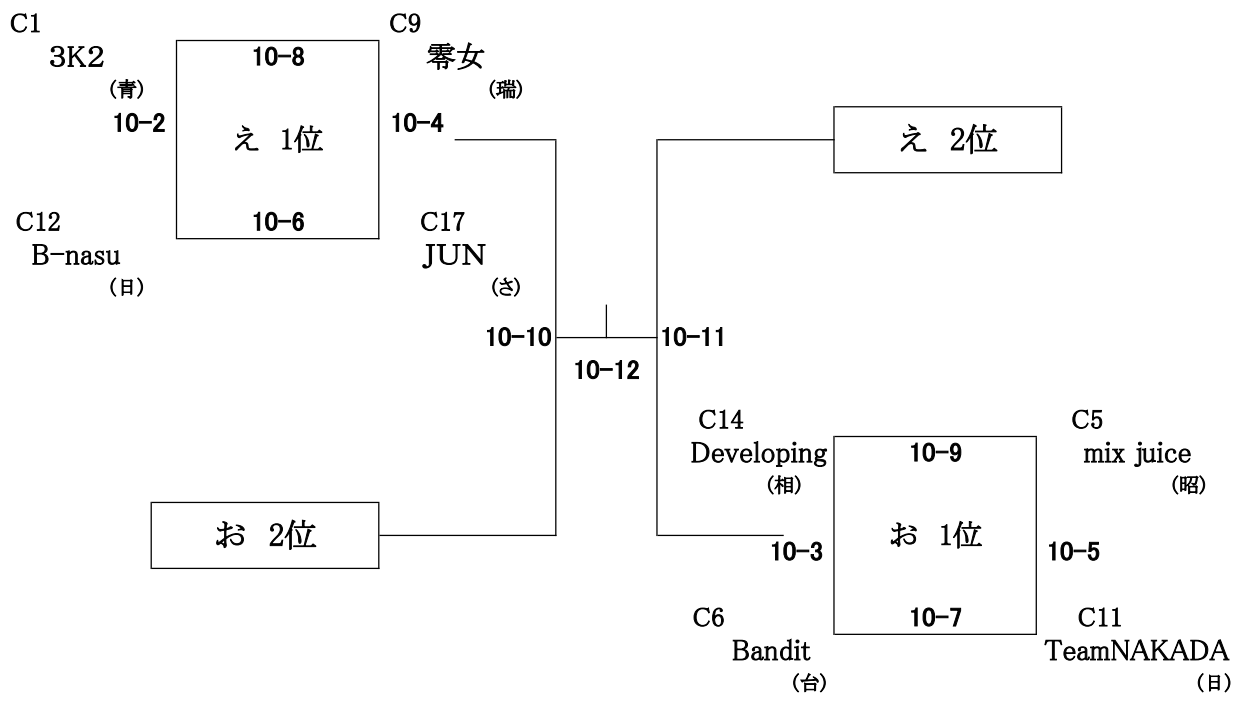 C1
3K2
(青)
10-8
C9
零女
(瑞)
10-2
え 1位
10-4
え 2位
C12
B-nasu
(日)
10-6
C17
JUN
(さ)
10-10
10-11
10-12
C14
Developing
(相)
10-9
C5
mix juice
(昭)
お 2位
10-3
お 1位
10-5
C6
Bandit
(台)
10-7
C11
TeamNAKADA
(日)